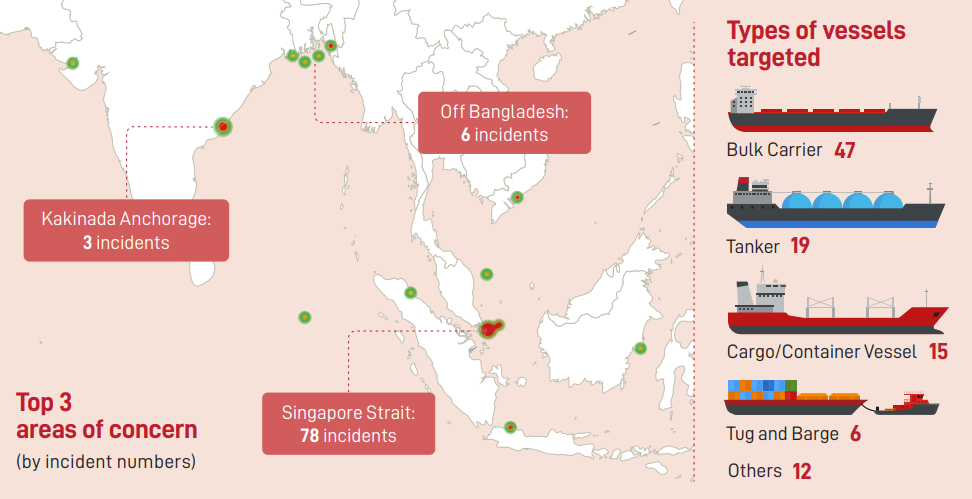 Off Bangladesh:
6 incidents
Kakinada Anchorage:
3 incidents
Singapore Strait:
78 incidents
Top 3
areas of concern
(by incident numbers)
Types of vessels
targeted
Bulk Carrier 47
Tanker 19
Cargo/Container Vessel 15
Tug and Barge 6
Others 12